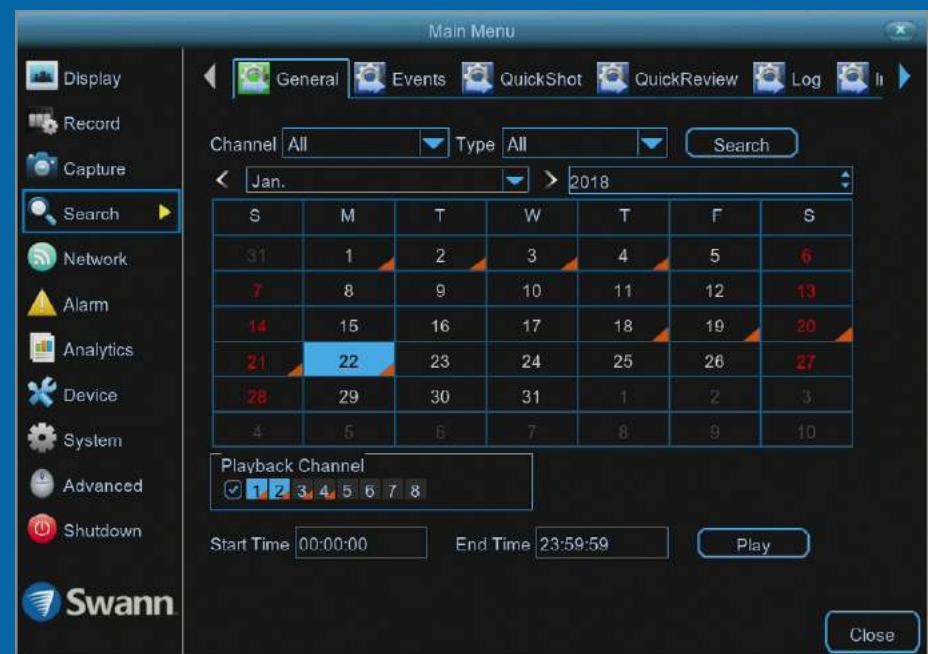 Main Menu
Display
Record
Capture
Search
Network
Alarm
Analytics
Device
System
Advanced
Shutdown
Swann
General Events QuickShot QuickReview Log
Channel All Type All Search
< Jan. > 2018
S M T W T F S
31 1 2 3 4 5 6
7 8 9 10 11 12 13
14 15 16 17 18 19 20
21 22 23 24 25 26 27
28 29 30 31 1 2 3
4 5 6 7 8 9 10
Playback Channel
1 2 3 4 5 6 7 8
Start Time 00:00:00 End Time 23:59:59 Play
Close